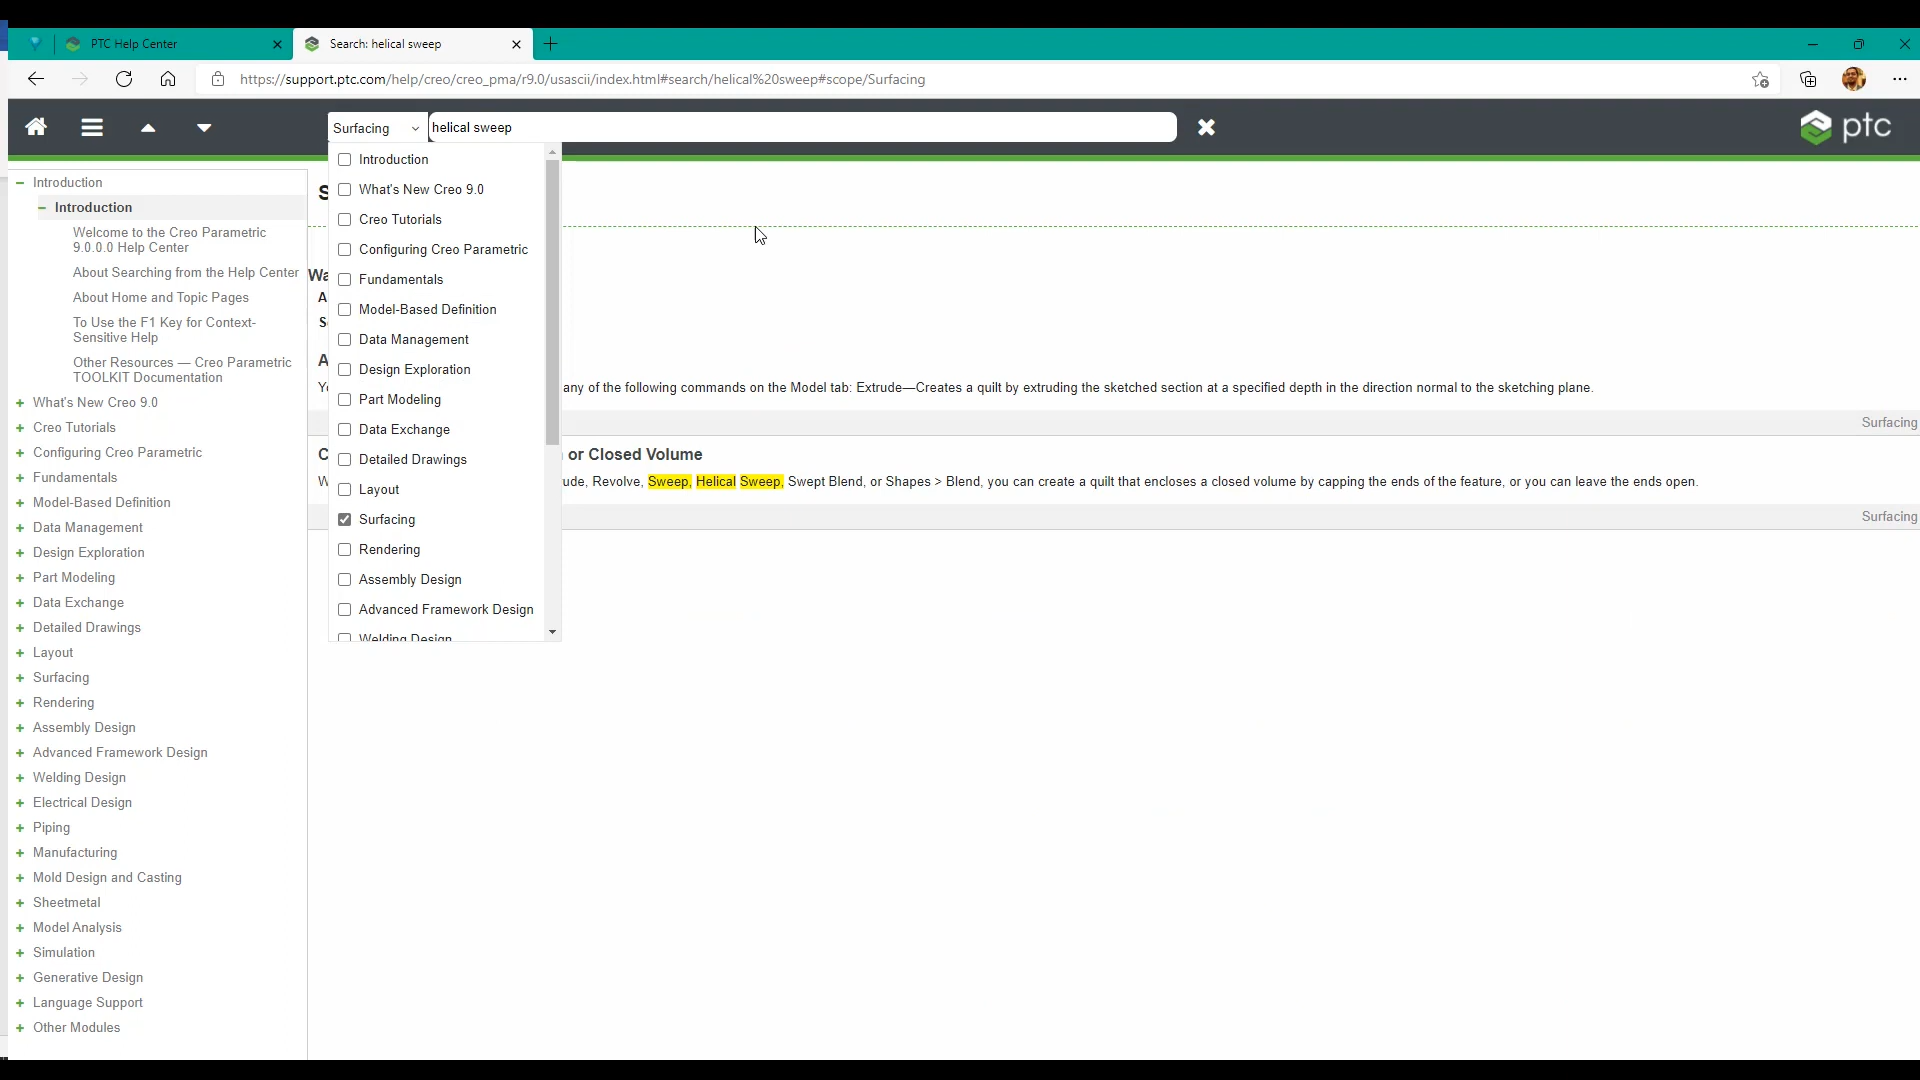 PTC Help Center
Search: helical sweep
https://support.ptc.com/help/creo/creo_pma/r9.0/usascii/index.html#search/helical%20sweep#scope/Surfacing
Surfacing
helical sweep
ptc
Introduction
Introduction
Welcome to the Creo Parametric
9.0.0.0 Help Center
About Searching from the Help Center
About Home and Topic Pages
To Use the F1 Key for Context-
Sensitive Help
Other Resources — Creo Parametric
TOOLKIT Documentation
What's New Creo 9.0
Creo Tutorials
Configuring Creo Parametric
Fundamentals
Model-Based Definition
Data Management
Design Exploration
Part Modeling
Data Exchange
Detailed Drawings
Layout
Surfacing
Rendering
Assembly Design
Advanced Framework Design
Welding Design
Electrical Design
Piping
Manufacturing
Mold Design and Casting
Sheetmetal
Model Analysis
Simulation
Generative Design
Language Support
Other Modules
Introduction
What's New Creo 9.0
Creo Tutorials
Configuring Creo Parametric
Fundamentals
Model-Based Definition
Data Management
Design Exploration
Part Modeling
Data Exchange
Detailed Drawings
Layout
Surfacing
Rendering
Assembly Design
Advanced Framework Design
Welding Design
any of the following commands on the Model tab: Extrude—Creates a quilt by extruding the sketched section at a specified depth in the direction normal to the sketching plane.
Surfacing
or Closed Volume
ude, Revolve, Sweep, Helical Sweep, Swept Blend, or Shapes > Blend, you can create a quilt that encloses a closed volume by capping the ends of the feature, or you can leave the ends open.
Surfacing